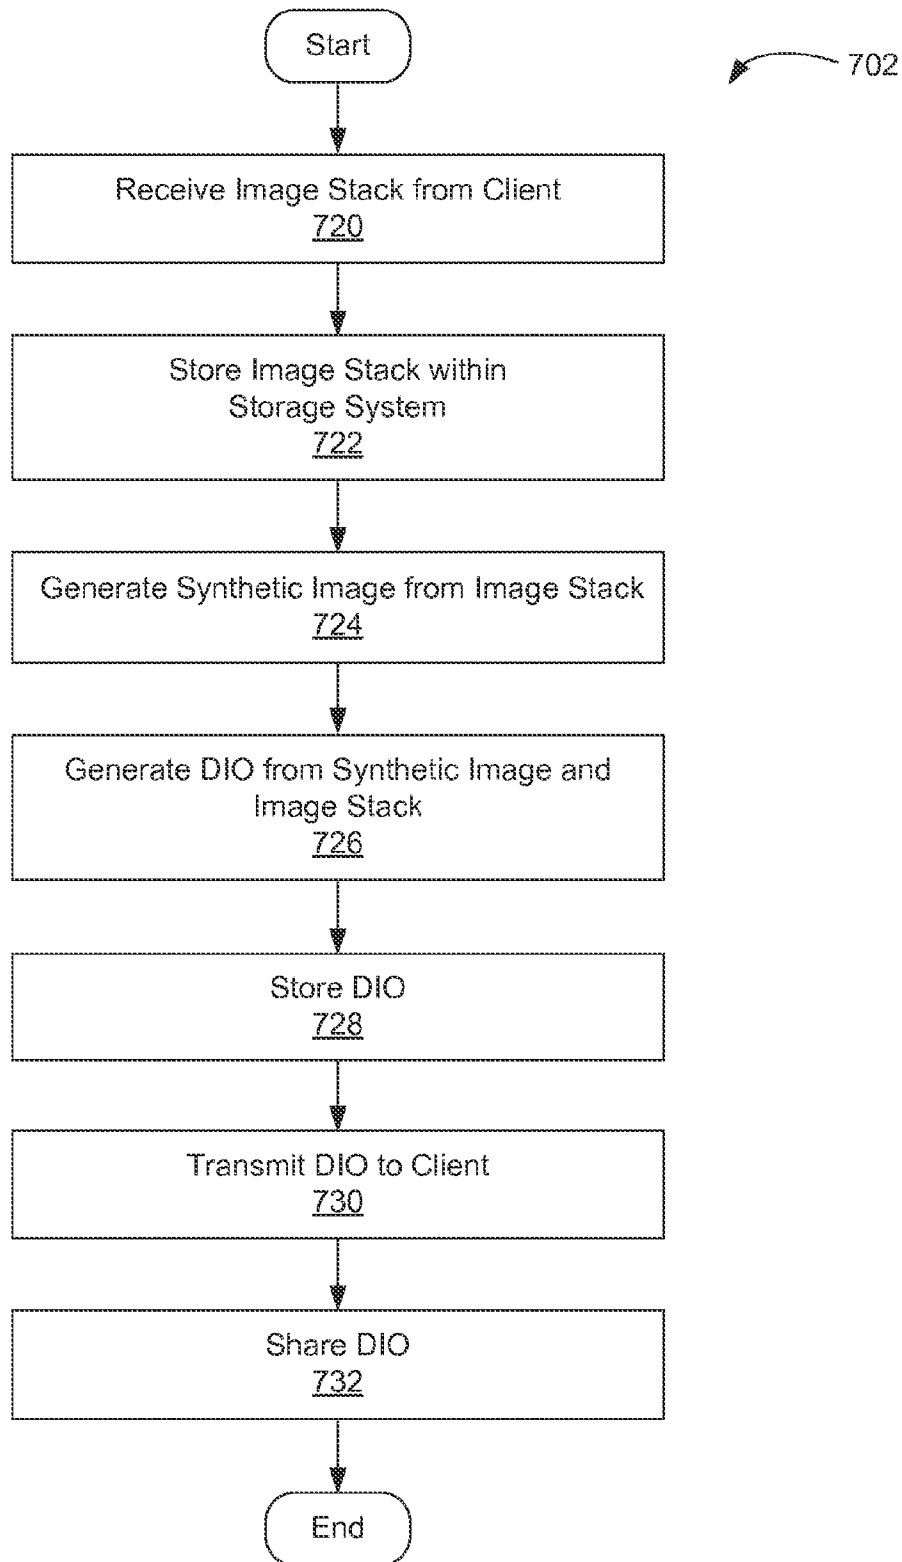 Start
702
Receive Image Stack from Client
720
Store Image Stack within
Storage System
722
Generate Synthetic Image from Image Stack
724
Generate DIO from Synthetic Image and
Image Stack
726
Store DIO
728
Transmit DIO to Client
730
Share DIO
732
End